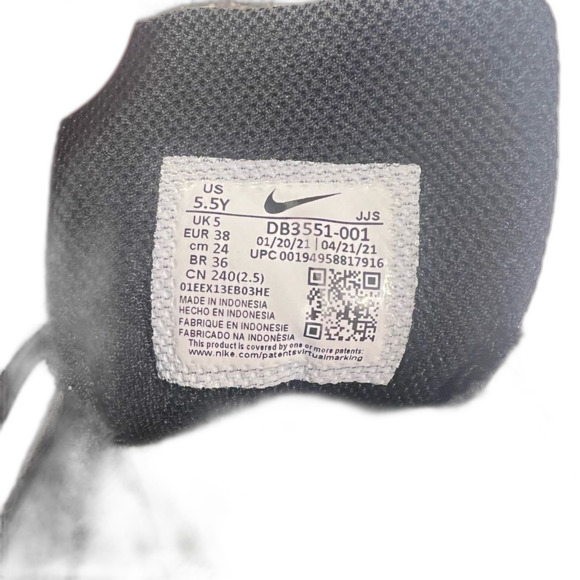 US
5.5Y
UK 5
EUR 38
cm 24
BR 36
CN 240(2.5)
JJS
DB3551-001
01/20/21 | 04/21/21
UPC 00194958817916
01EEX13EB03HE
MADE IN INDONESIA
HECHO EN INDONESIA
FABRIQUE EN INDONESIE
FABRICADO NA INDONÉSIA
This product is covered by one or more patents:
www.nike.com/patentsvirtualmarking